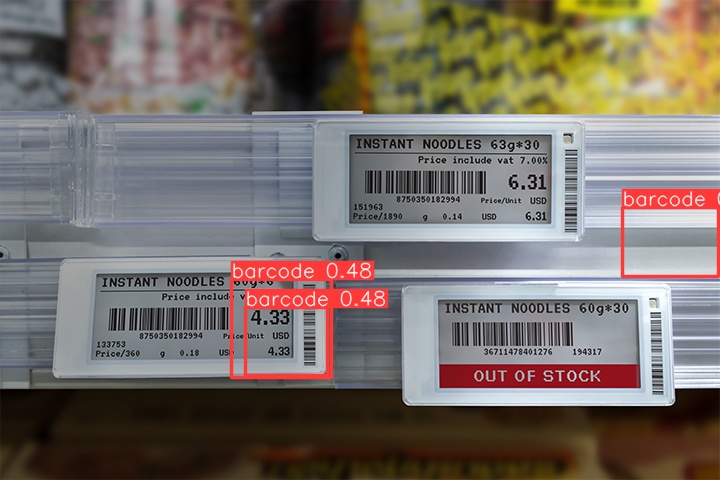 INSTANT NOODLES 63g*30
Price include vat 7.00%
6.31
8750350182994 Price/Unit USD
151963
Price/1890 g 0.14 USD 6.31
barcode
barcode 0.48
barcode 0.48
INSTANT NOODLES
Price include
4.33
8750350182994 Price Unit USD
133753
Price/360 g 0.18 4.33
INSTANT NOODLES 60g*30
36711478401276 194317
OUT OF STOCK